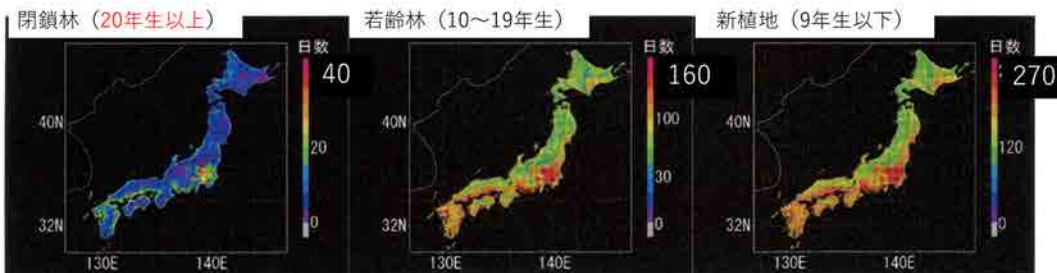 閉鎖林（20年生以上）
日数
40
20
0
40N
32N
130E
140E
若齢林（10～19年生）
日数
160
100
30
0
40N
32N
130E
140E
新植地（9年生以下）
日数
270
120
0
40N
32N
130E
140E